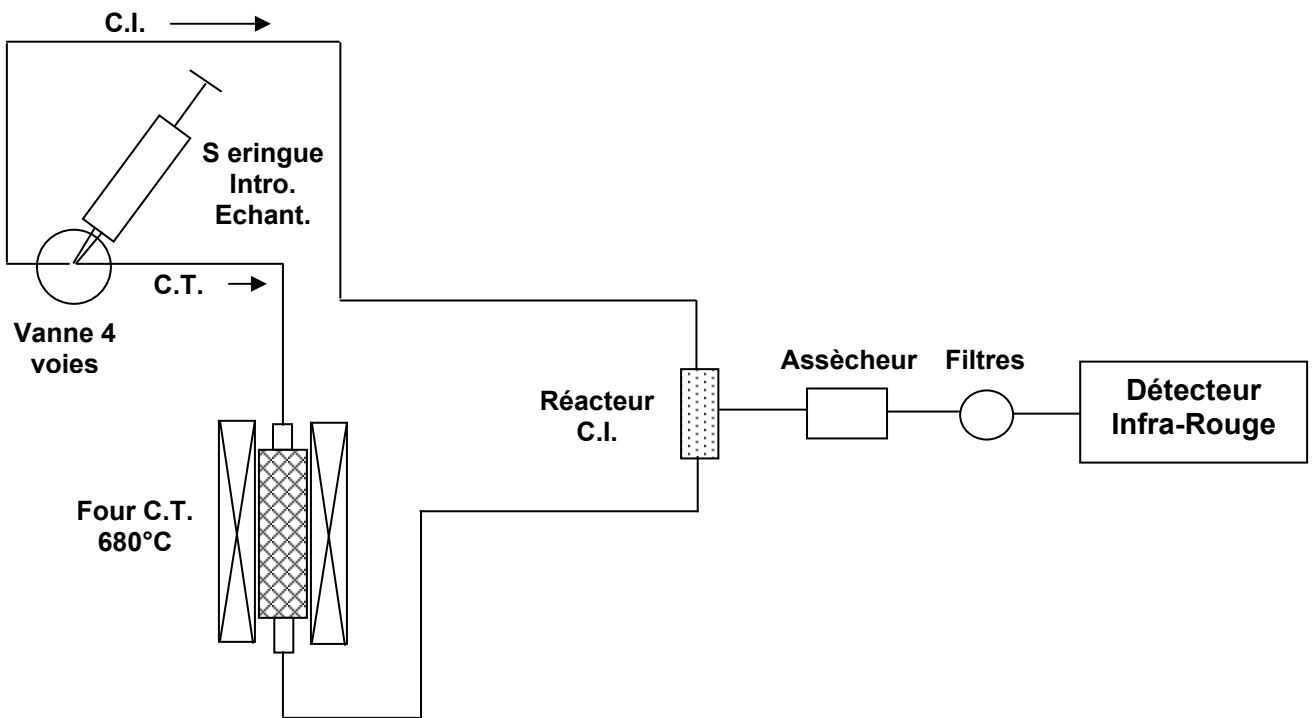 C.I.
S eringue
Intro.
Echant.
C.T.
Vanne 4
voies
Assècheur
Filtres
Détecteur
Infra-Rouge
Réacteur
C.I.
Four C.T.
680°C